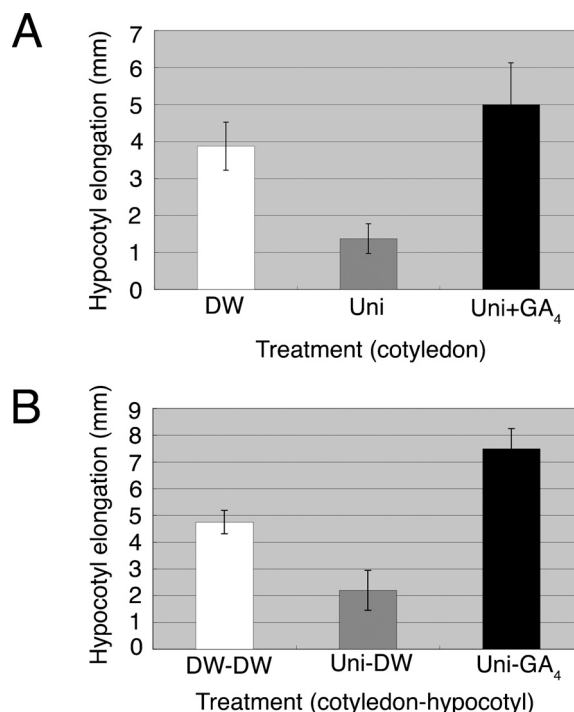 A
Hypocotyl elongation (mm)
7
6
5
4
3
2
1
0
DW Uni Uni+GA₄
Treatment (cotyledon)
B
Hypocotyl elongation (mm)
9
8
7
6
5
4
3
2
1
0
DW-DW Uni-DW Uni-GA₄
Treatment (cotyledon-hypocotyl)